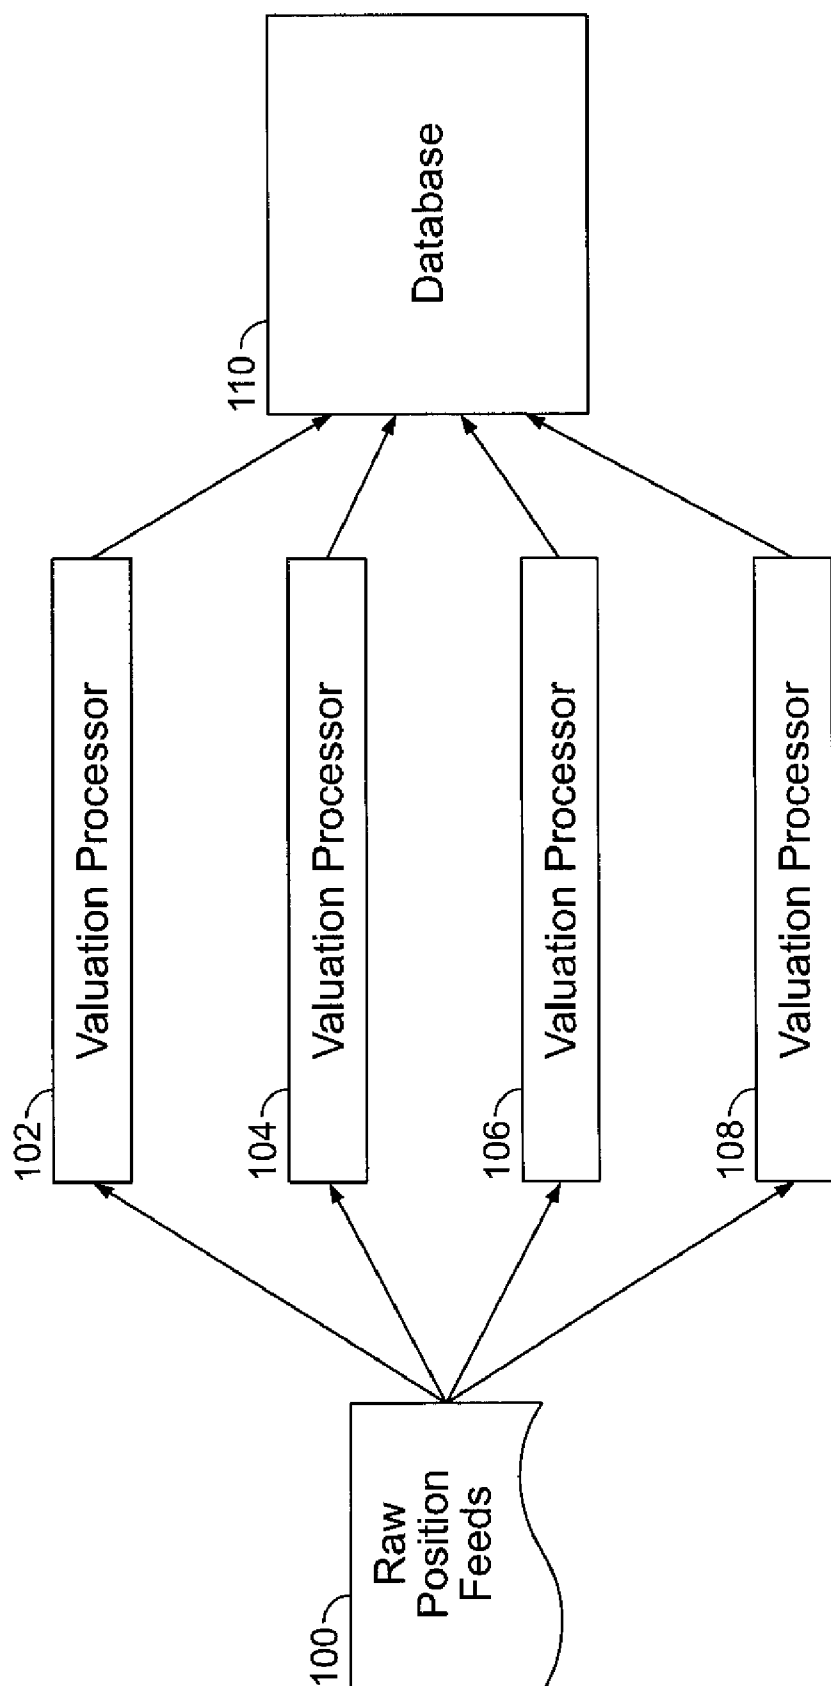 100
Raw
Position
Feeds
102
Valuation Processor
104
Valuation Processor
106
Valuation Processor
108
Valuation Processor
110
Database